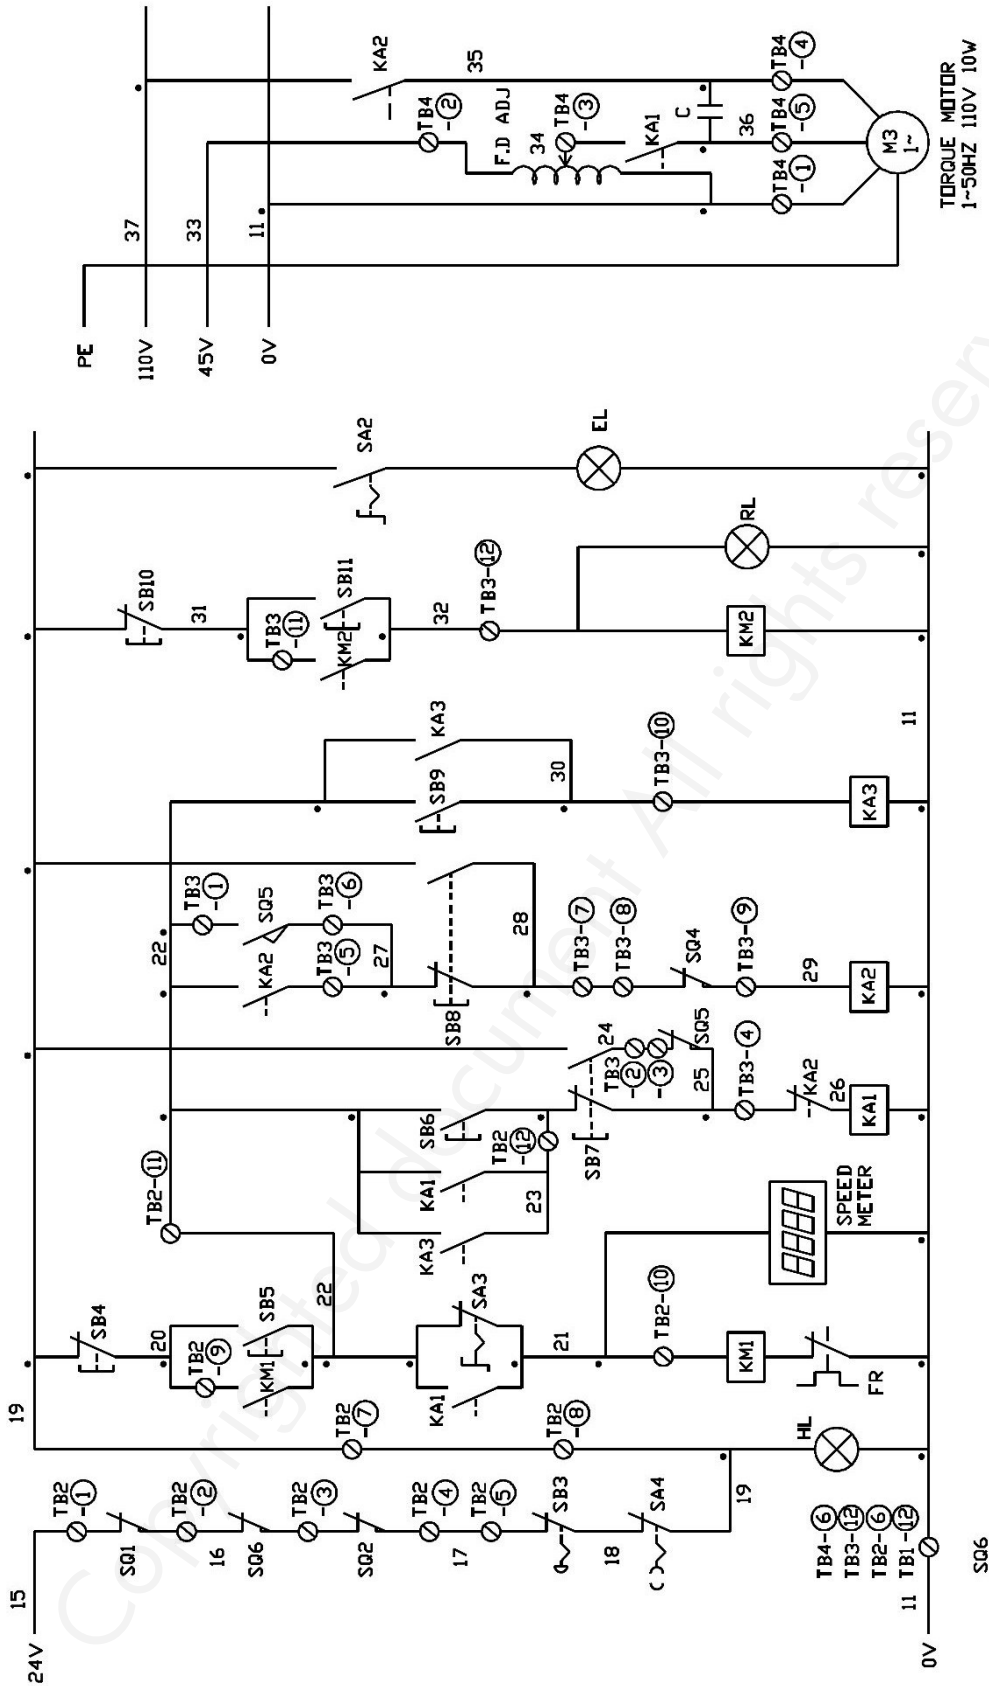 24V
15
TB2
-①
SQ1
TB2
-②
16
SQ6
TB2
-③
SQ2
TB2
-④
17
TB2
-⑤
SB3
18
SA4
19
HL
TB4-⑥
TB3-⑫
TB2-⑥
TB1-⑫
11
0V
SQ6
19
TB2
-⑦
TB2
-⑧
SB4
20
TB2
-⑨
SB5
KM1
22
KA1
SA3
21
TB2-⑩
KM1
FR
SPEED
METER
TB2-⑪
KA3
KA1
SB6
23
TB2
-⑫
SB7
24
TB3
-②
-③
SQ5
25
TB3-④
KA2
26
KA1
22
TB3
-①
KA2
SQ5
TB3
-⑤
TB3
-⑥
27
SB8
28
TB3-⑦
TB3-⑧
SQ4
TB3-⑨
29
KA2
SB9
KA3
30
TB3-⑩
KA3
11
SB10
31
TB3
-⑪
KM2
SB11
32
TB3-⑫
KM2
RL
SA2
EL
PE
110V
37
45V
33
0V
11
KA2
35
TB4
-②
F.D ADJ
34
TB4
-③
KA1
C
36
TB4
-①
TB4
-⑤
TB4
-④
M3
1~
TORQUE MOTOR
1~50HZ 110V 10W
Copyrighted document All rights reserv